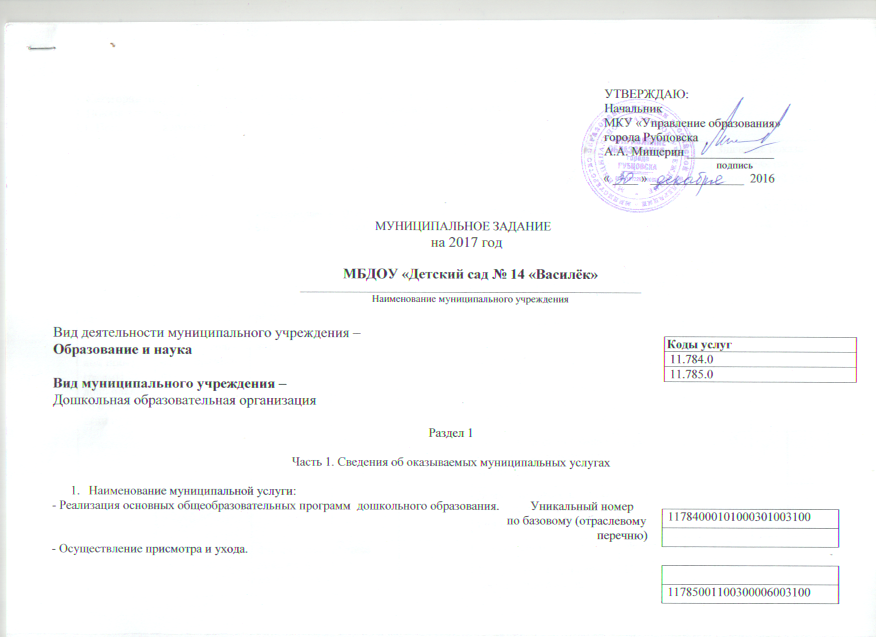 УТВЕРЖДАЮ:
Начальник
МКУ «Управление образования»
города Рубцовска
А.А. Мищерин
подпись
« 30 » декабря 2016
МУНИЦИПАЛЬНОЕ ЗАДАНИЕ
на 2017 год
МБДОУ «Детский сад № 14 «Василёк»
Наименование муниципального учреждения
Вид деятельности муниципального учреждения –
Образование и наука
Коды услуг
11.784.0
11.785.0
Вид муниципального учреждения –
Дошкольная образовательная организация
Раздел 1
Часть 1. Сведения об оказываемых муниципальных услугах
1. Наименование муниципальной услуги:
- Реализация основных общеобразовательных программ дошкольного образования. Уникальный номер
по базовому (отраслевому
перечню)
11784000101000301003100
- Осуществление присмотра и ухода.
11785001100300006003100